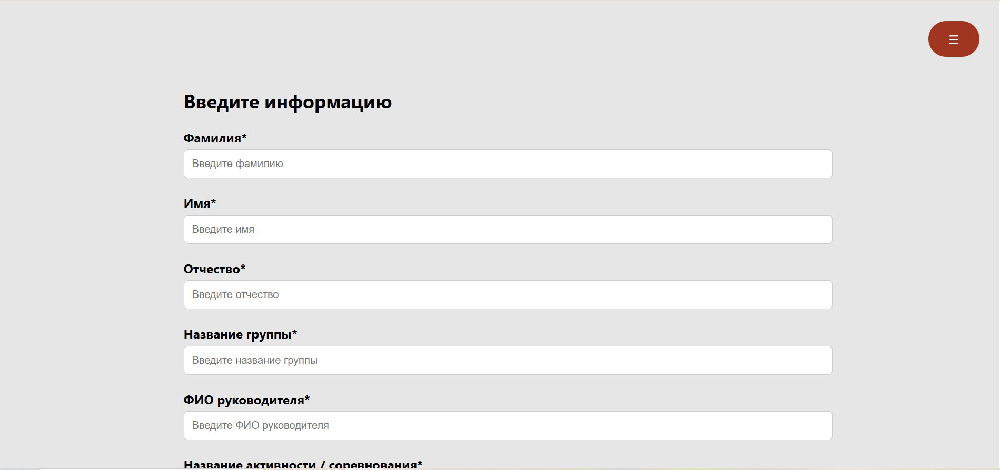 Введите информацию
Фамилия*
Введите фамилию
Имя*
Введите имя
Отчество*
Введите отчество
Название группы*
Введите название группы
ФИО руководителя*
Введите ФИО руководителя
Название активности / соревнования*